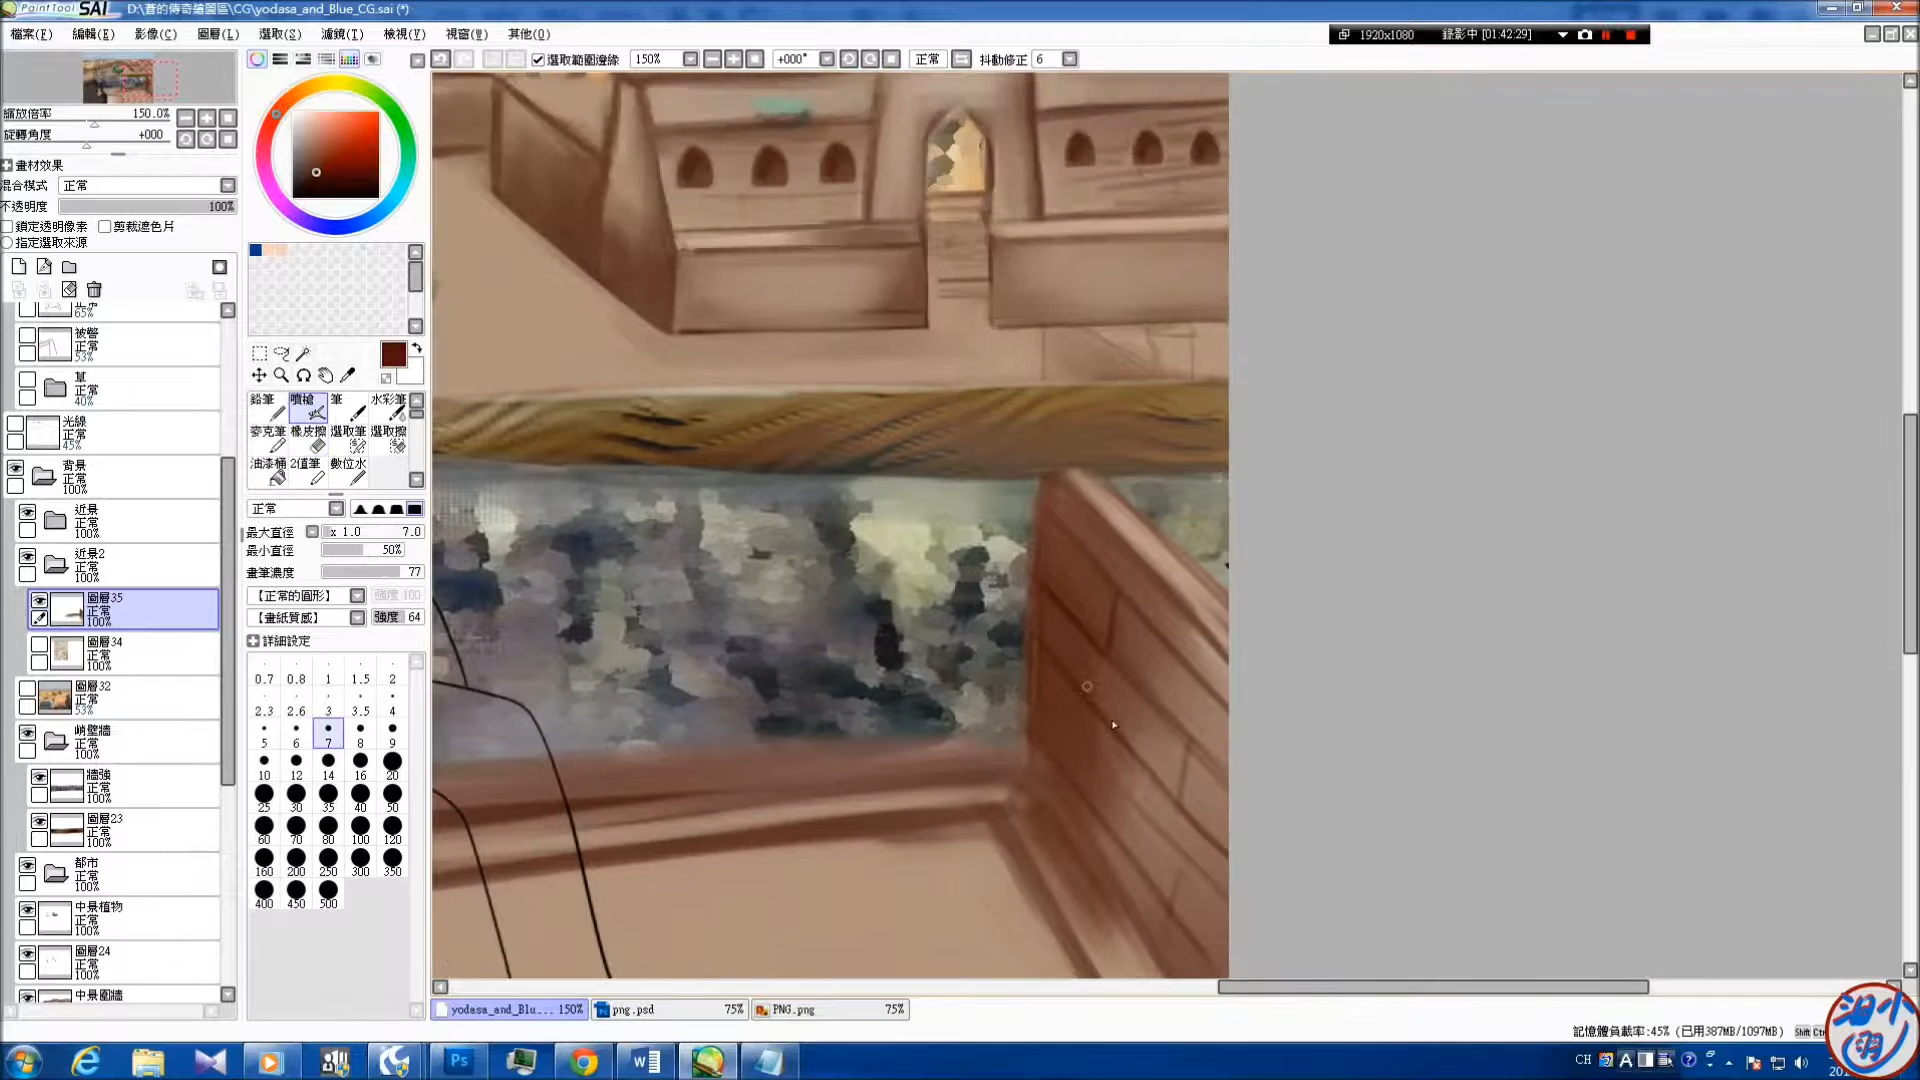 PaintTool SAI D:\蒼的傳奇繪圖區\CG\yodasa_and_Blue_CG.sai (*)
檔案(F) 編輯(E) 影像(C) 圖層(L) 選取(S) 濾鏡(T) 檢視(V) 視窗(W) 其他(O)
1920x1080 錄影中 [01:42:29]
選取範圍邊緣 150% +000° 正常 抖動修正 6
縮放倍率 150.0%
旋轉角度 +000
畫材效果
混合模式 正常
不透明度 100%
鎖定透明像素 剪裁遮色片
指定選取來源
65%
被警
正常
53%
草
正常
40%
光線
正常
45%
背景
正常
100%
近景
正常
100%
近景2
正常
100%
圖層35
正常
100%
圖層34
正常
100%
圖層32
正常
53%
峭壁牆
正常
100%
牆強
正常
100%
圖層23
正常
100%
都市
正常
100%
中景植物
正常
100%
圖層24
正常
100%
中景圍牆
鉛筆 噴槍 筆 水彩筆
麥克筆 橡皮擦 選取筆 選取擦
油漆桶 2值筆 數位水
正常
最大直徑 x 1.0 7.0
最小直徑 50%
畫筆濃度 77
【正常的圓形】 強度 100
【畫紙質感】 強度 64
詳細設定
0.7 0.8 1 1.5 2
2.3 2.6 3 3.5 4
5 6 7 8 9
10 12 14 16 20
25 30 35 40 50
60 70 80 100 120
160 200 250 300 350
400 450 500
yodasa_and_Blu... 150% png.psd 75% PNG.png 75%
記憶體負載率:45% (已用387MB/1097MB) Shift Ctr
Ps
CH A